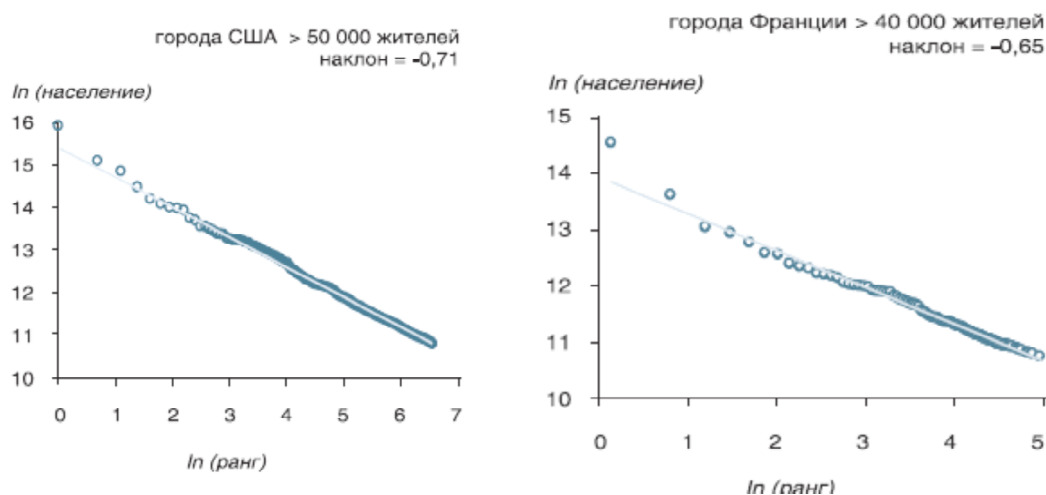 города США > 50 000 жителей
наклон = -0,71
ln (население)
16
15
14
13
12
11
10
0 1 2 3 4 5 6 7
ln (ранг)
города Франции > 40 000 жителей
наклон = -0,65
ln (население)
15
14
13
12
11
10
0 1 2 3 4 5
ln (ранг)